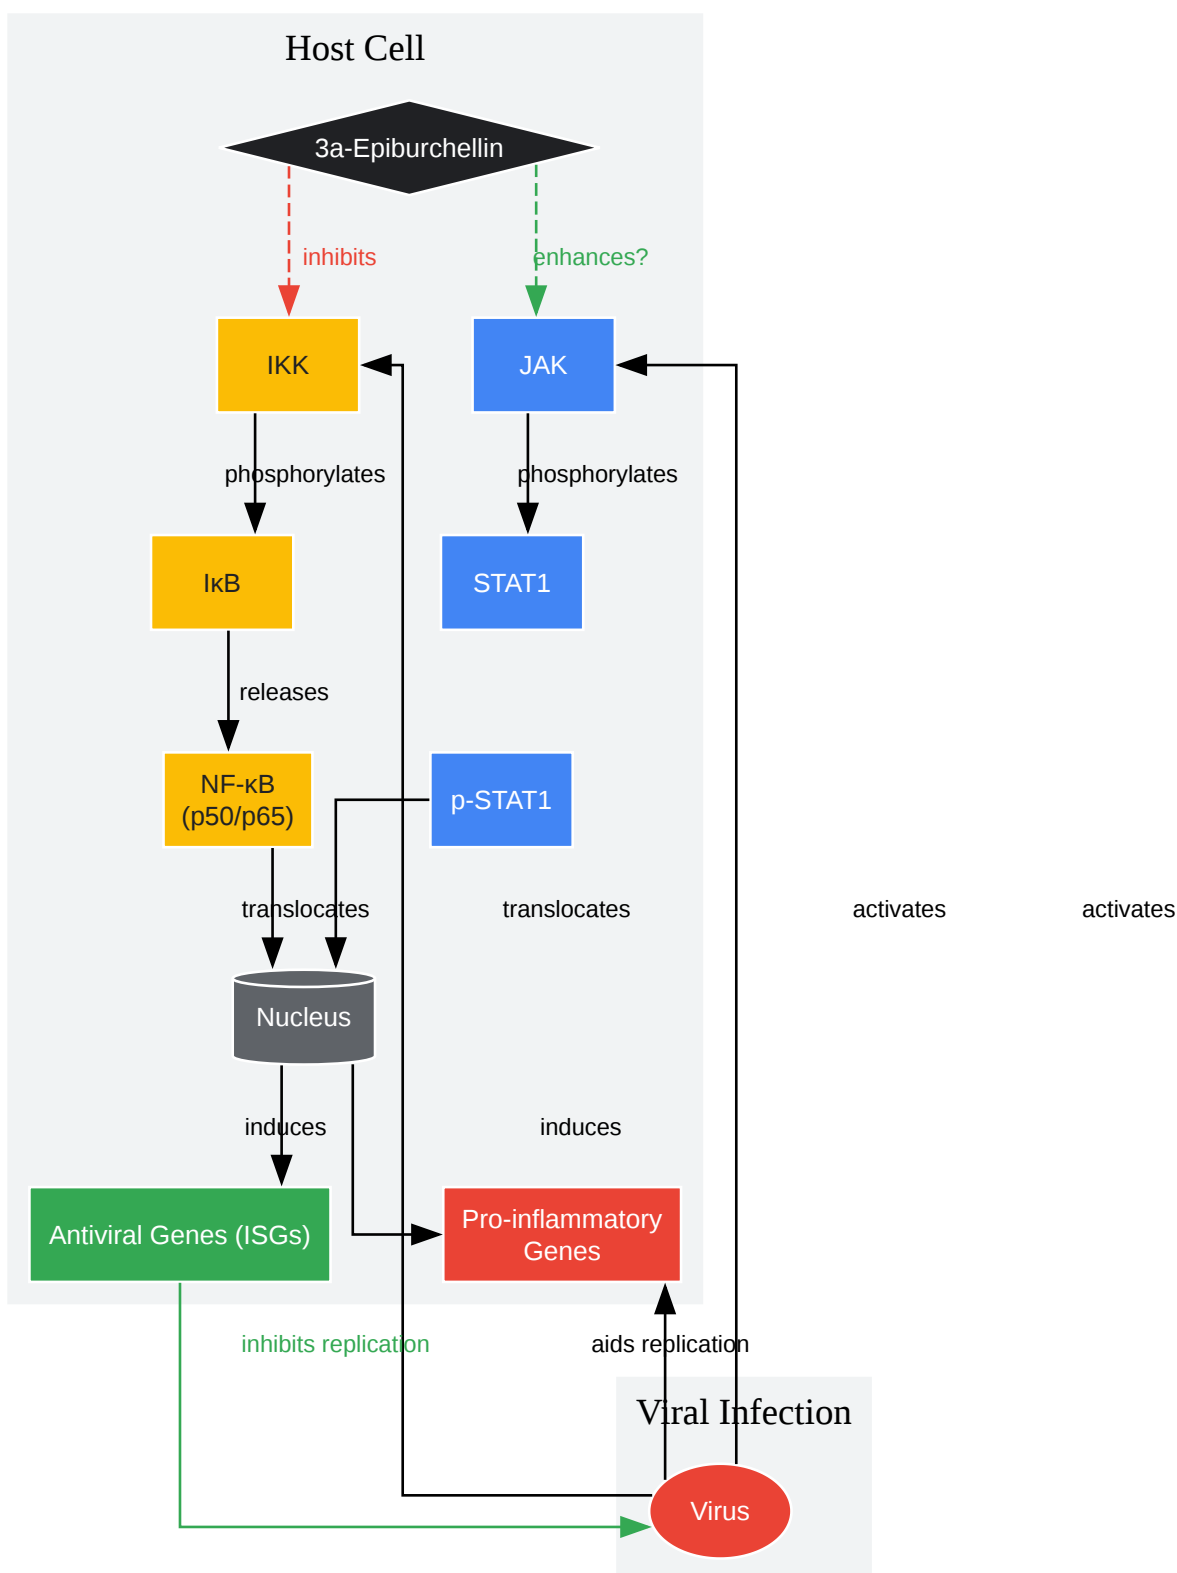 Host Cell
3a-Epiburchellin
inhibits
enhances?
IKK
JAK
phosphorylates
phosphorylates
IκB
STAT1
releases
NF-κB
(p50/p65)
p-STAT1
translocates
translocates
activates
activates
Nucleus
induces
induces
Antiviral Genes (ISGs)
Pro-inflammatory
Genes
inhibits replication
aids replication
Viral Infection
Virus